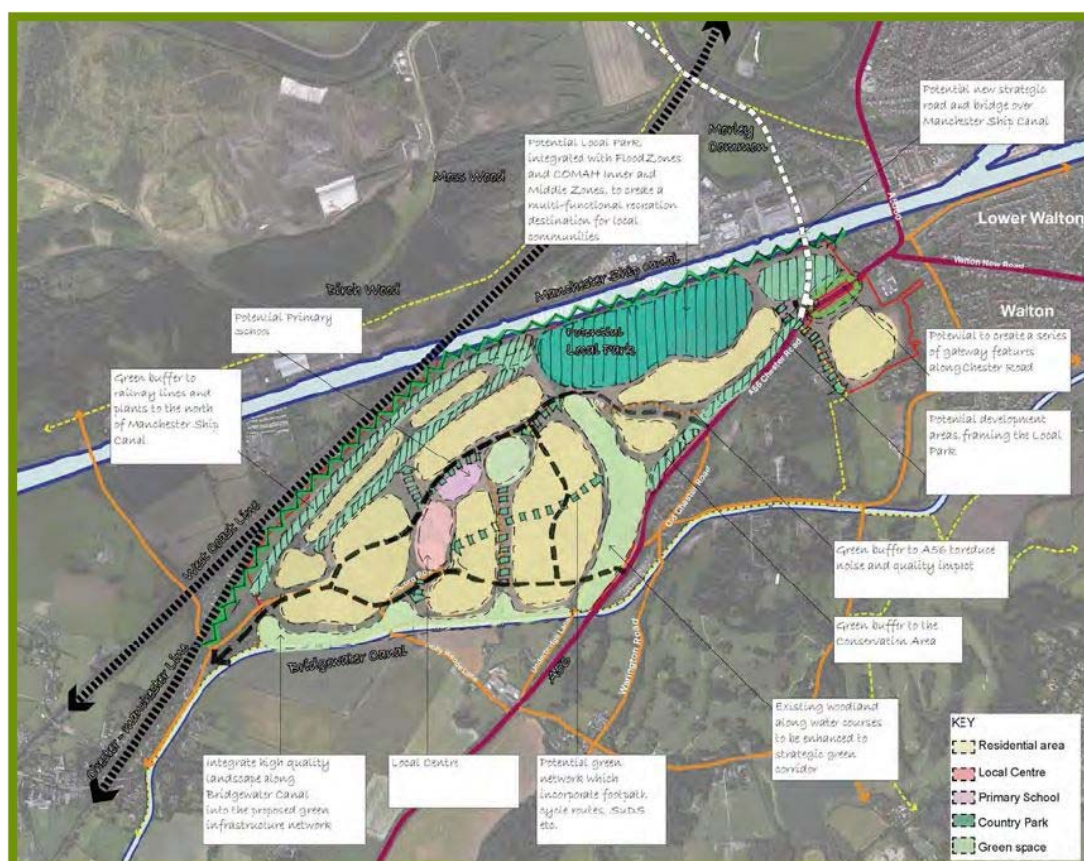 Potential new strategic
road and bridge over
Manchester Ship Canal
Morley
Common
Potential Local Park,
integrated with Flood Zones
and COMAH Inner and
Middle Zones, to create a
multi-functional recreation
destination for local
communities
Moss Wood
Lower Walton
Walton New Road
Walton
Manchester Ship Canal
Birch Wood
Potential Primary
School
Potential
Local Park
A56 Chester Road
Potential to create a series
of gateway featurts
along Chester Road
Green buffer to
railway lines and
plants to the north
of Manchester Ship
Canal
Potential development
areas framing the Local
Park
West Coast Line
Old Chester Road
Green buffer to A56 toreduce
noise and quality impact
Green buffer to the
Conservation Area
Bridgewater Canal
Chester - Manchester Line
A56
Warrington Road
Existing woodland
along water courses
to be enhanced to
strategic green
corridor
Integrate high quality
landscape along
Bridgewater Canal
into the proposed green
infrastructure network
Local Centre
Potential green
network which
incorporate footpath,
cycle routes, SuDS
etc.
KEY
Residential area
Local Centre
Primary School
Country Park
Green space